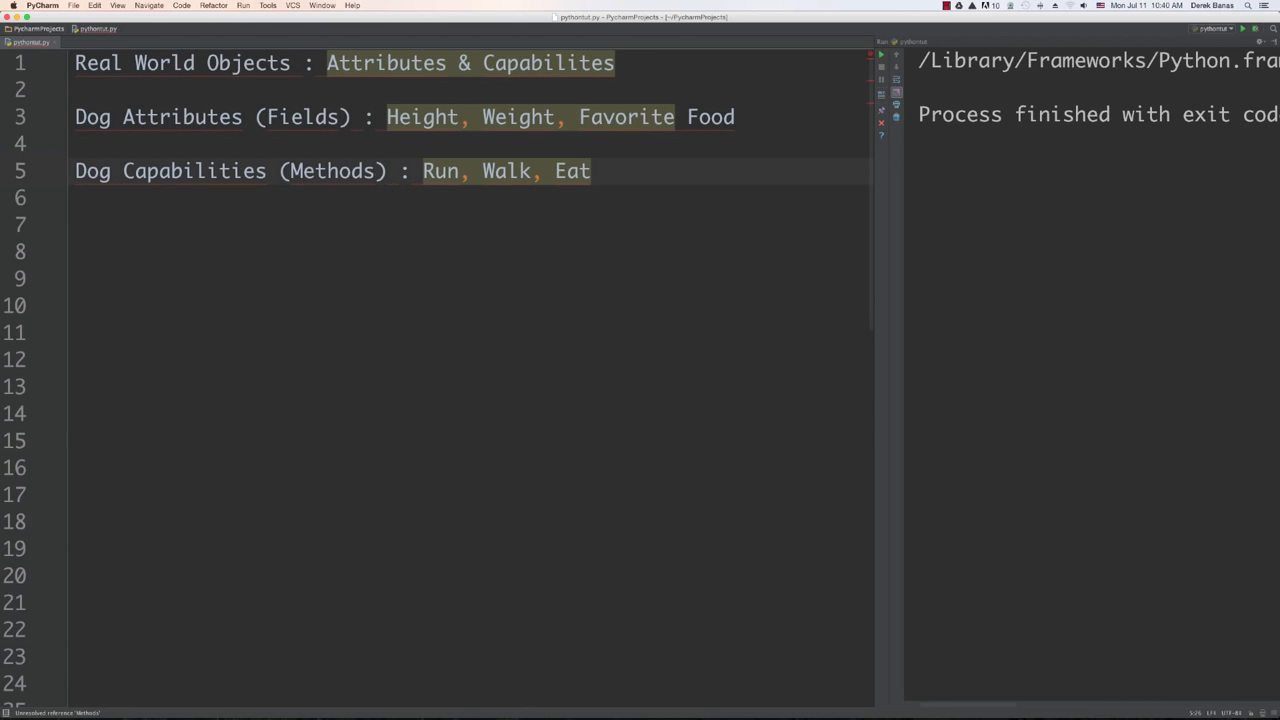 PyCharm File Edit View Navigate Code Refactor Run Tools VCS Window Help
10 Mon Jul 11 10:40 AM Derek Banas
pythontut.py - PycharmProjects - [~/PycharmProjects]
PycharmProjects pythontut.py pythontut
pythontut.py Run: pythontut
1 Real World Objects : Attributes & Capabilites
2
3 Dog Attributes (Fields) : Height, Weight, Favorite Food
4
5 Dog Capabilities (Methods) : Run, Walk, Eat
6
7
8
9
10
11
12
13
14
15
16
17
18
19
20
21
22
23
24
/Library/Frameworks/Python.fra
Process finished with exit cod
Unresolved reference 'Methods' 5:26 LF UTF-8